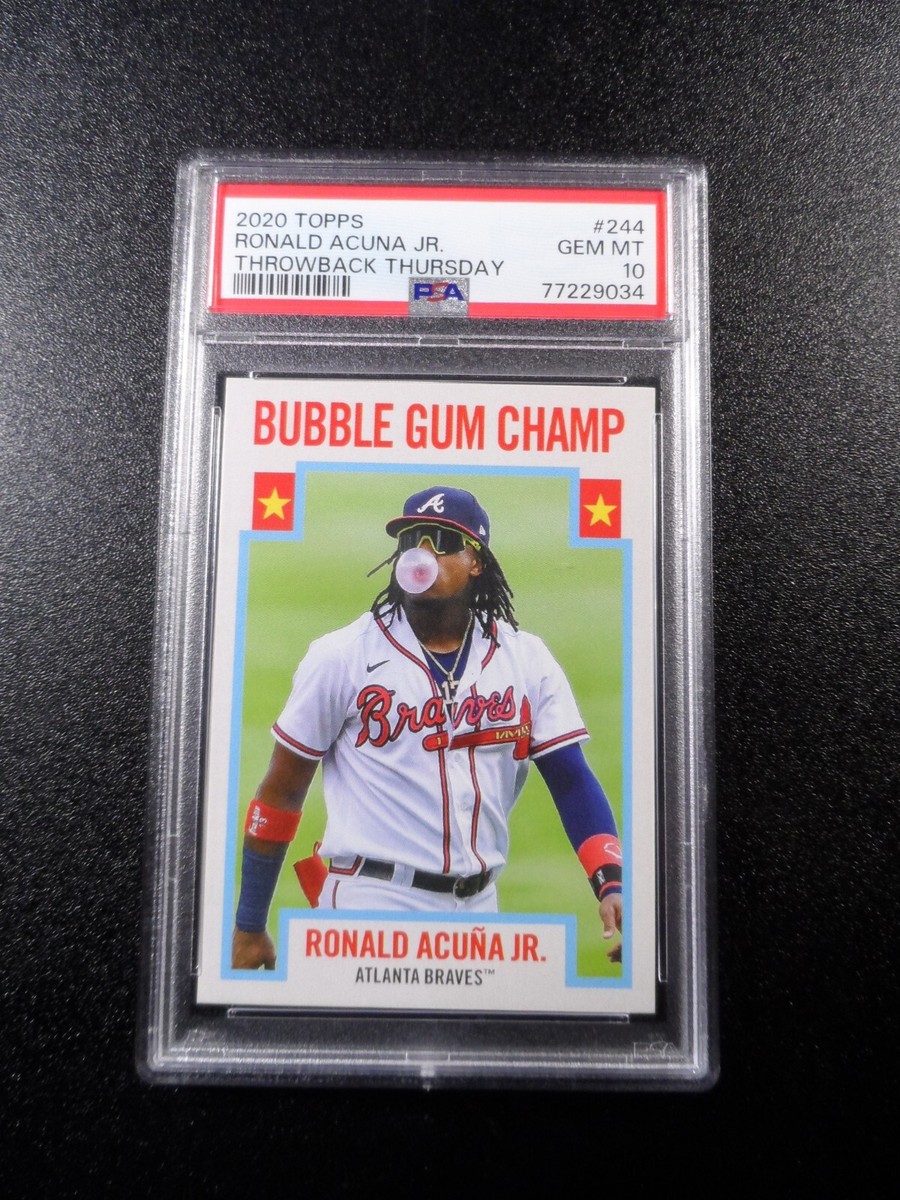 2020 TOPPS #244
RONALD ACUNA JR. GEM MT
THROWBACK THURSDAY 10
PSA 77229034
BUBBLE GUM CHAMP
A
Braves
RONALD ACUÑA JR.
ATLANTA BRAVES™
PSA